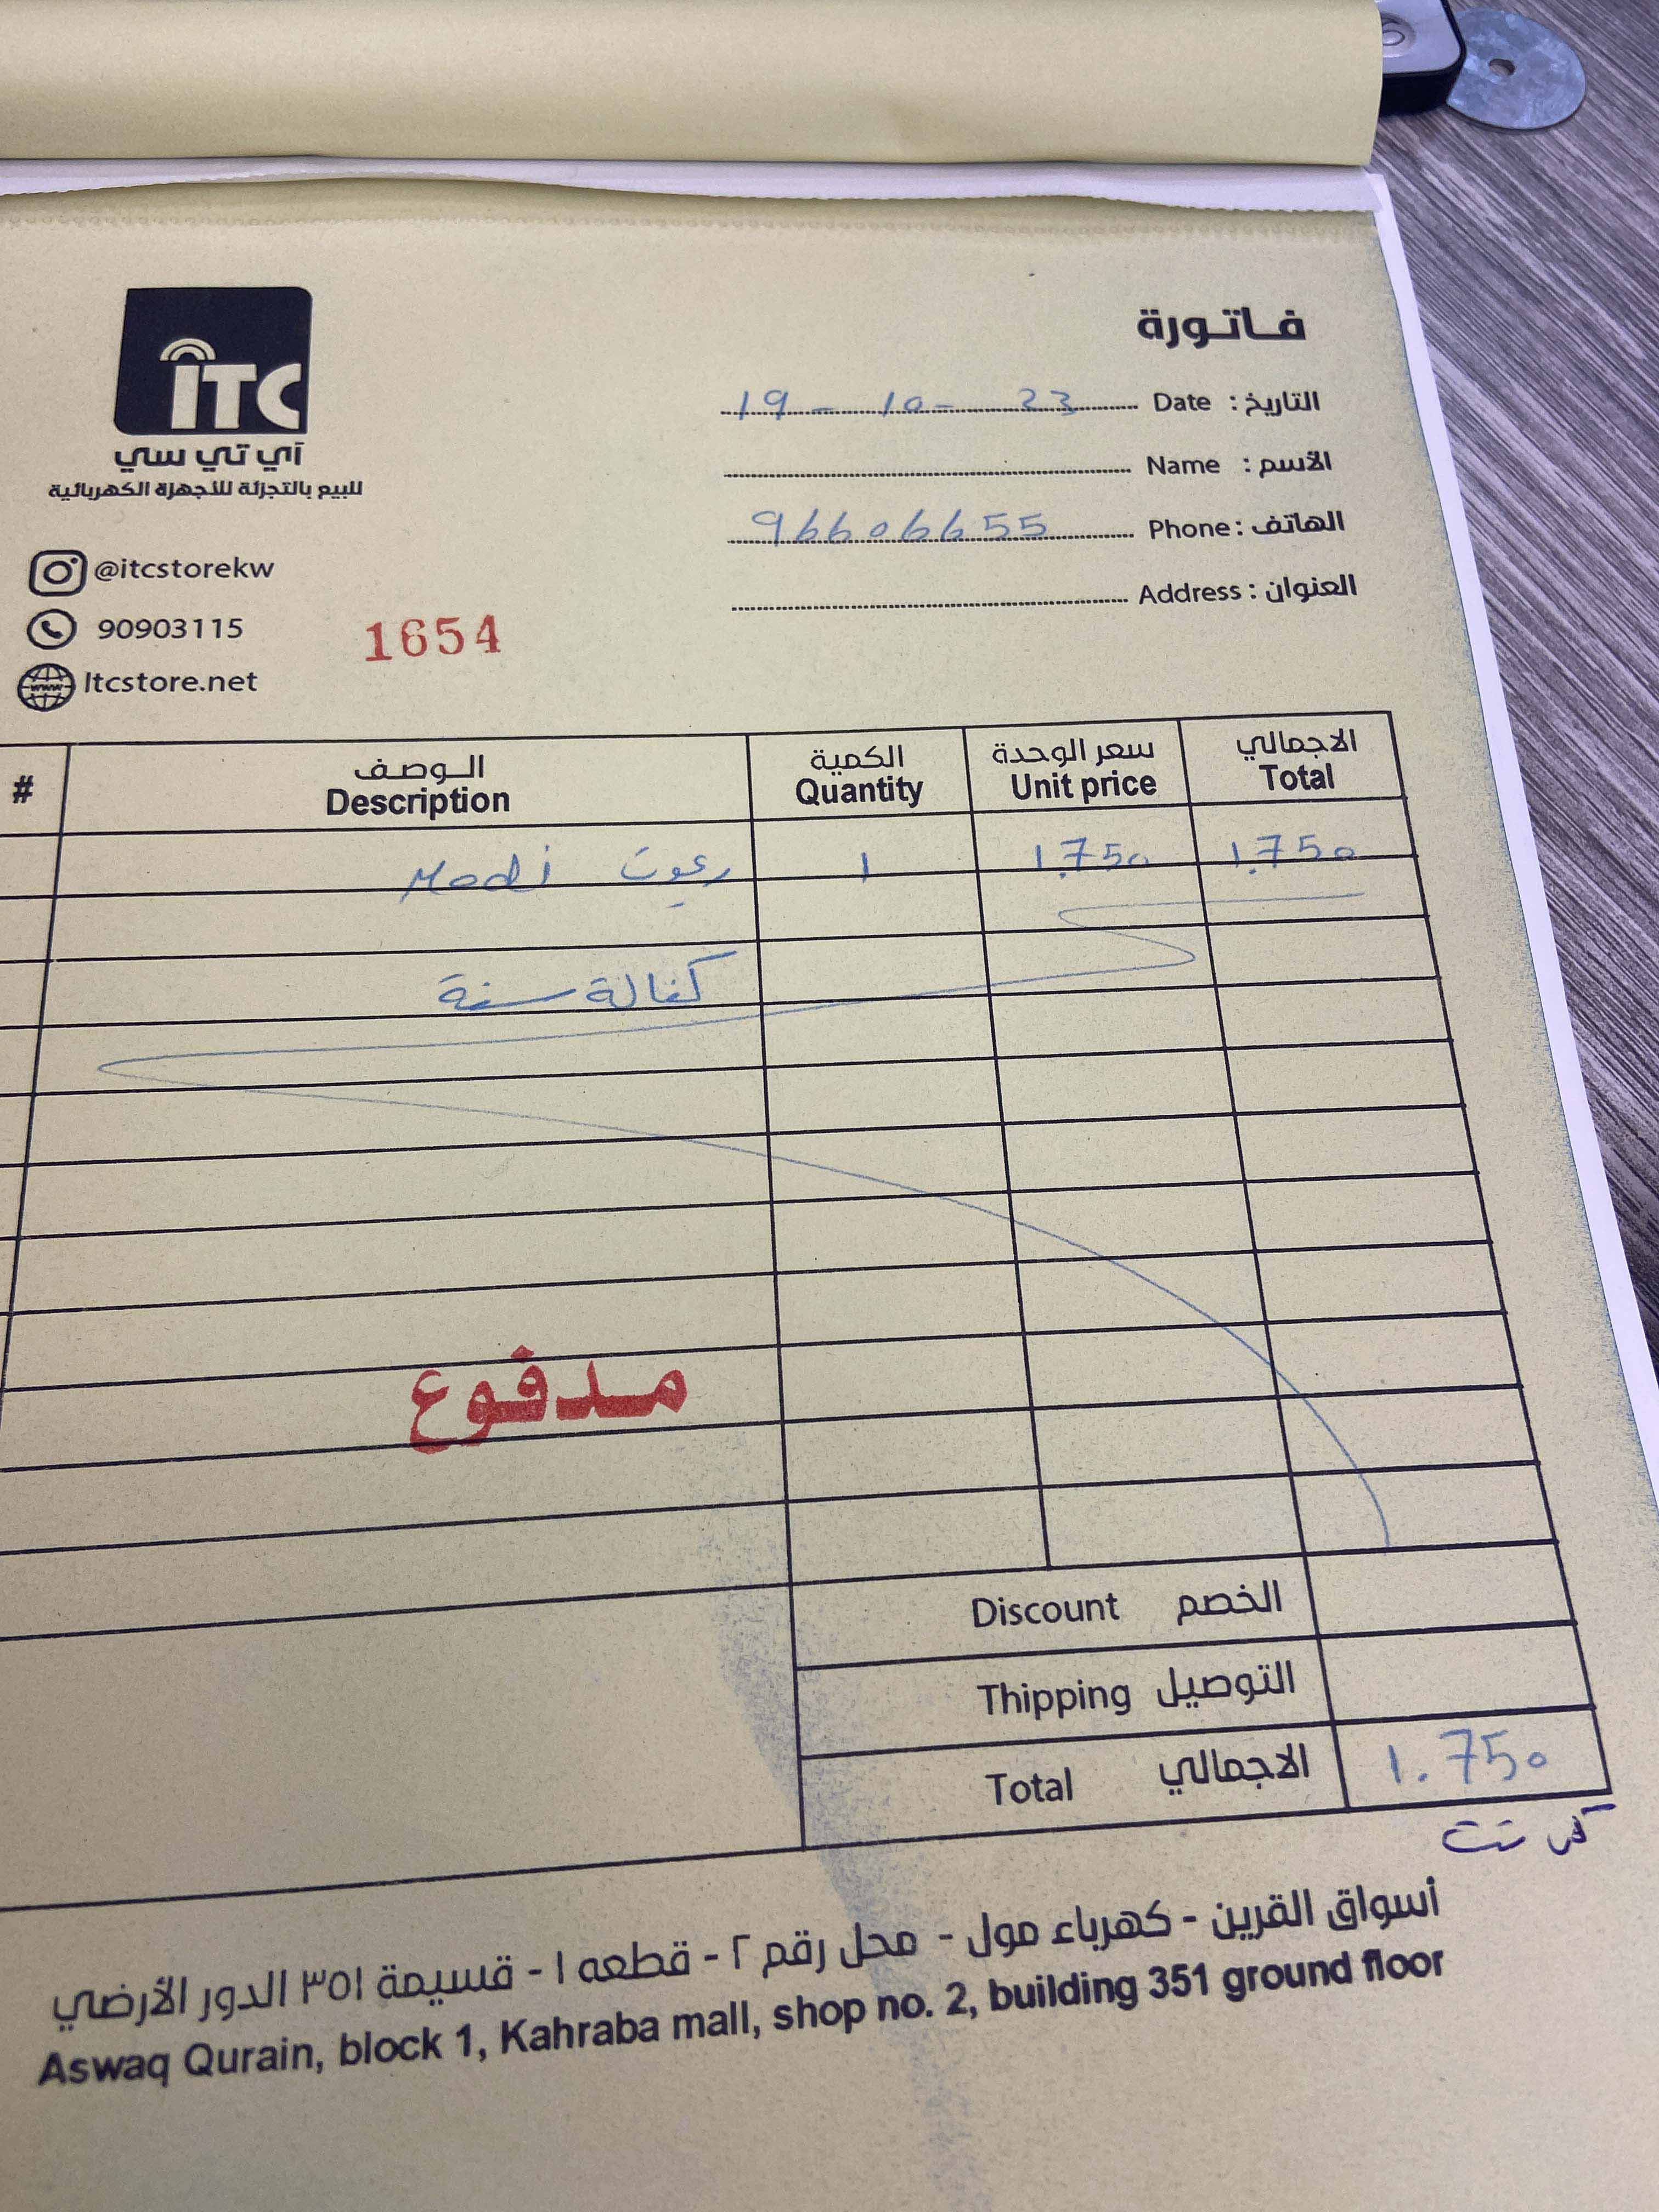 ITC
آي تي سي
للبيع بالتجزئة للأجهزة الكهربائية
@itcstorekw
90903115
Itcstore.net
1654
فاتورة
التاريخ : Date 19 - 10 - 23
الأسم : Name
الهاتف : Phone 96606655
العنوان : Address
# الوصف الكمية سعر الوحدة الاجمالي
Description Quantity Unit price Total
ريموت Modi 1 1.750 1.750
كفالة سنة
مدفوع
Discount الخصم
Thipping التوصيل
Total الاجمالي 1.750
كي نت
أسواق القرين - كهرباء مول - محل رقم ٢ - قطعه ١ - قسيمة ٣٥١ الدور الأرضي
Aswaq Qurain, block 1, Kahraba mall, shop no. 2, building 351 ground floor